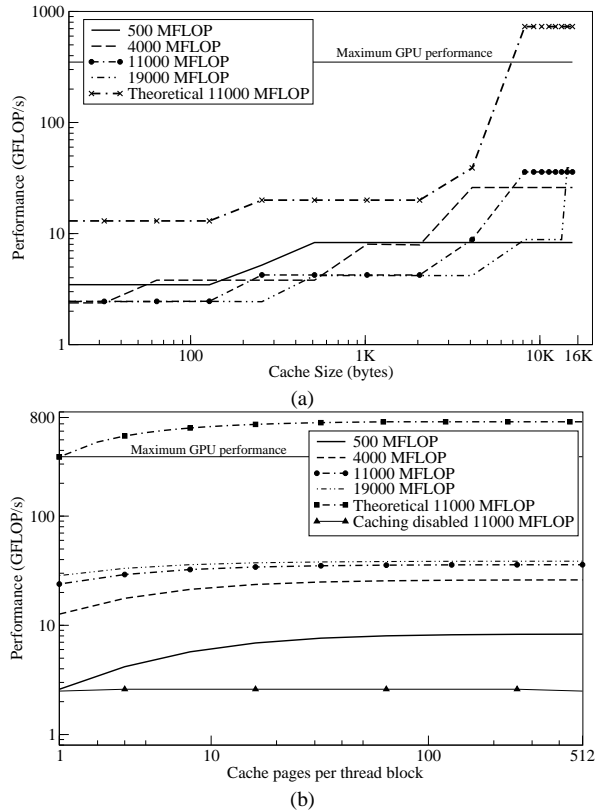 1000
100
10
1
Performance (GFLOP/s)
500 MFLOP
4000 MFLOP
11000 MFLOP
19000 MFLOP
Theoretical 11000 MFLOP
Maximum GPU performance
100 1K 10K 16K
Cache Size (bytes)
(a)
800
100
10
1
Performance (GFLOP/s)
Maximum GPU performance
500 MFLOP
4000 MFLOP
11000 MFLOP
19000 MFLOP
Theoretical 11000 MFLOP
Caching disabled 11000 MFLOP
1 10 100 512
Cache pages per thread block
(b)